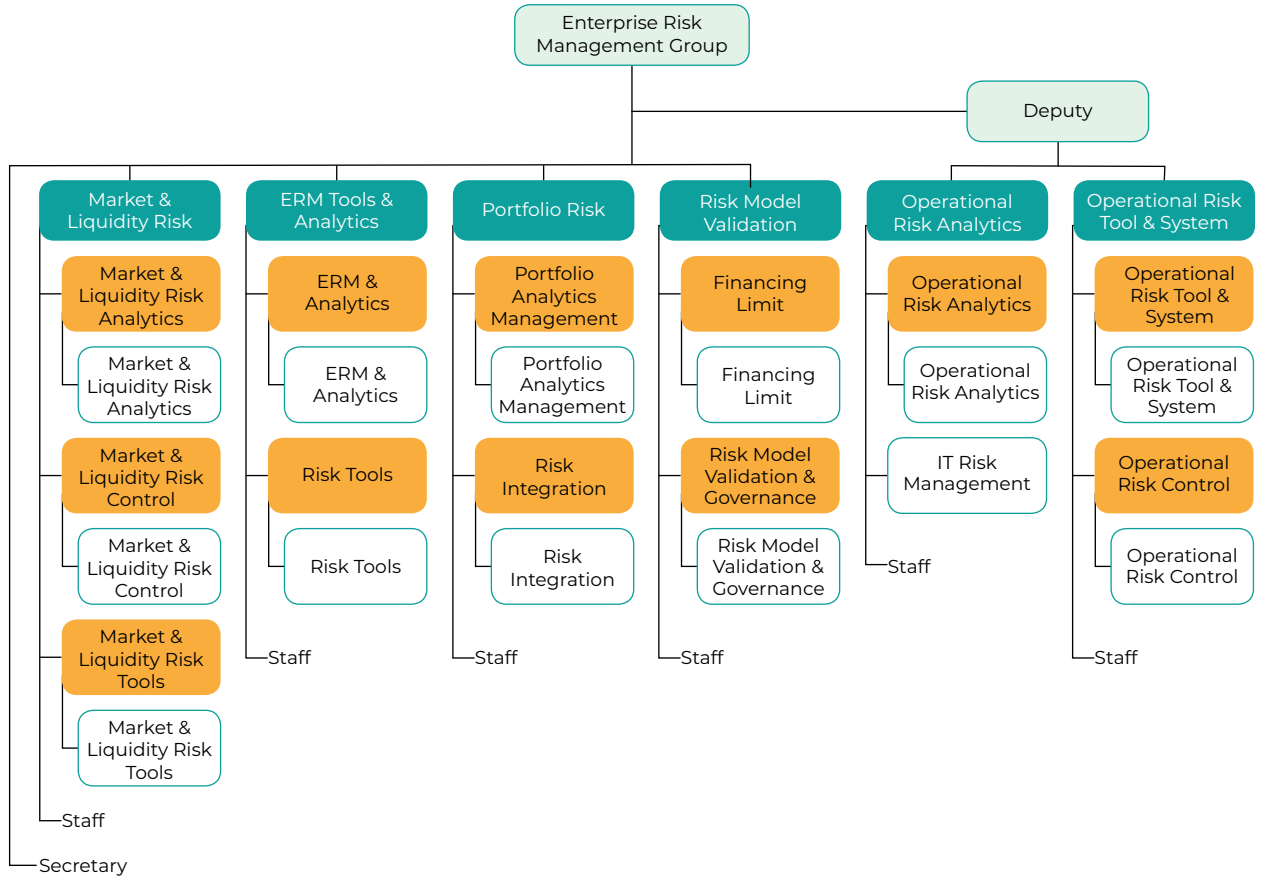 Enterprise Risk
Management Group
Deputy
Market &
Liquidity Risk
ERM Tools &
Analytics
Portfolio Risk
Risk Model
Validation
Operational
Risk Analytics
Operational Risk
Tool & System
Market &
Liquidity Risk
Analytics
Market &
Liquidity Risk
Analytics
Market &
Liquidity Risk
Control
Market &
Liquidity Risk
Control
Market &
Liquidity Risk
Tools
Market &
Liquidity Risk
Tools
Staff
Secretary
ERM &
Analytics
ERM &
Analytics
Risk Tools
Risk Tools
Staff
Portfolio
Analytics
Management
Portfolio
Analytics
Management
Risk
Integration
Risk
Integration
Staff
Financing
Limit
Financing
Limit
Risk Model
Validation &
Governance
Risk Model
Validation &
Governance
Staff
Operational
Risk Analytics
Operational
Risk Analytics
IT Risk
Management
Staff
Operational
Risk Tool &
System
Operational
Risk Tool &
System
Operational
Risk Control
Operational
Risk Control
Staff